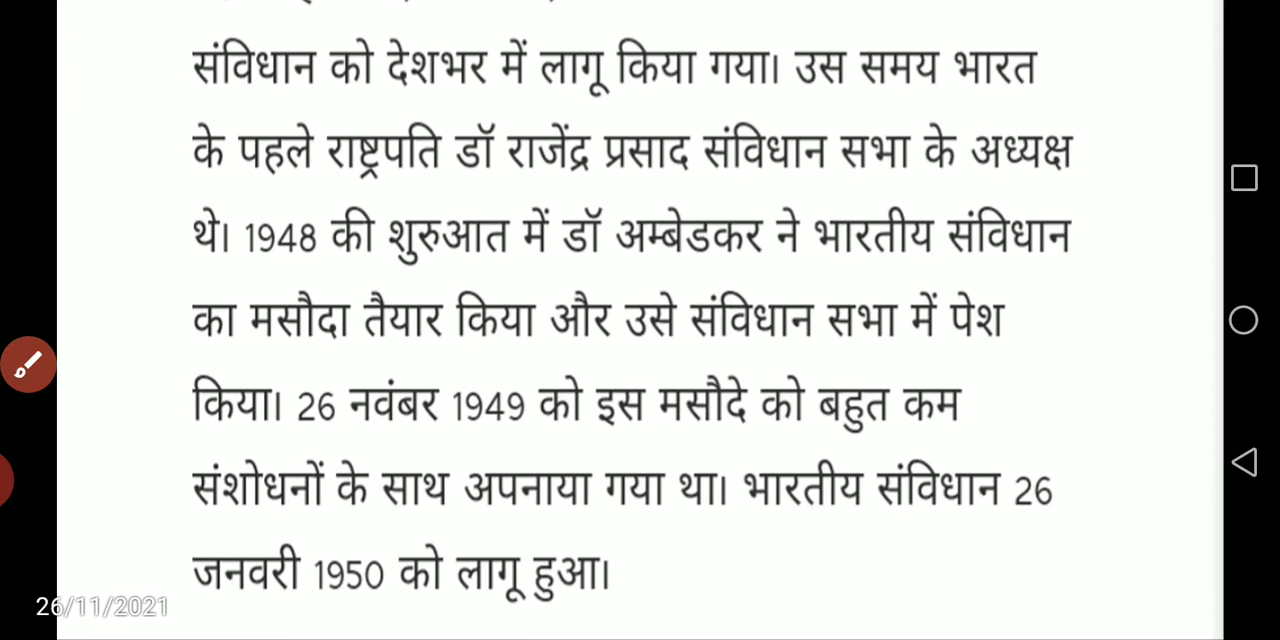 संविधान को देशभर में लागू किया गया। उस समय भारत
के पहले राष्ट्रपति डॉ राजेंद्र प्रसाद संविधान सभा के अध्यक्ष
थे। 1948 की शुरुआत में डॉ अम्बेडकर ने भारतीय संविधान
का मसौदा तैयार किया और उसे संविधान सभा में पेश
किया। 26 नवंबर 1949 को इस मसौदे को बहुत कम
संशोधनों के साथ अपनाया गया था। भारतीय संविधान 26
जनवरी 1950 को लागू हुआ।
26/11/2021